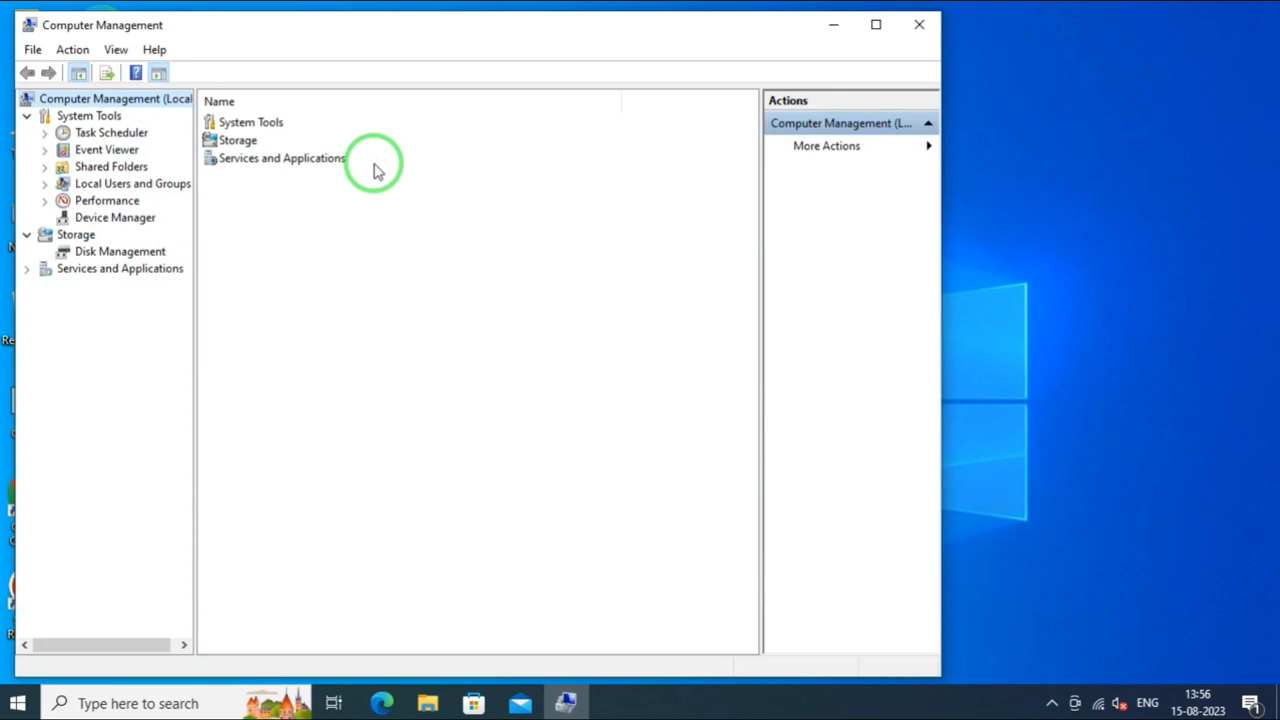 Computer Management
File Action View Help
Computer Management (Local
System Tools
Task Scheduler
Event Viewer
Shared Folders
Local Users and Groups
Performance
Device Manager
Storage
Disk Management
Services and Applications
Name
System Tools
Storage
Services and Applications
Actions
Computer Management (L...
More Actions
Re
Type here to search
ENG
13:56
15-08-2023
1